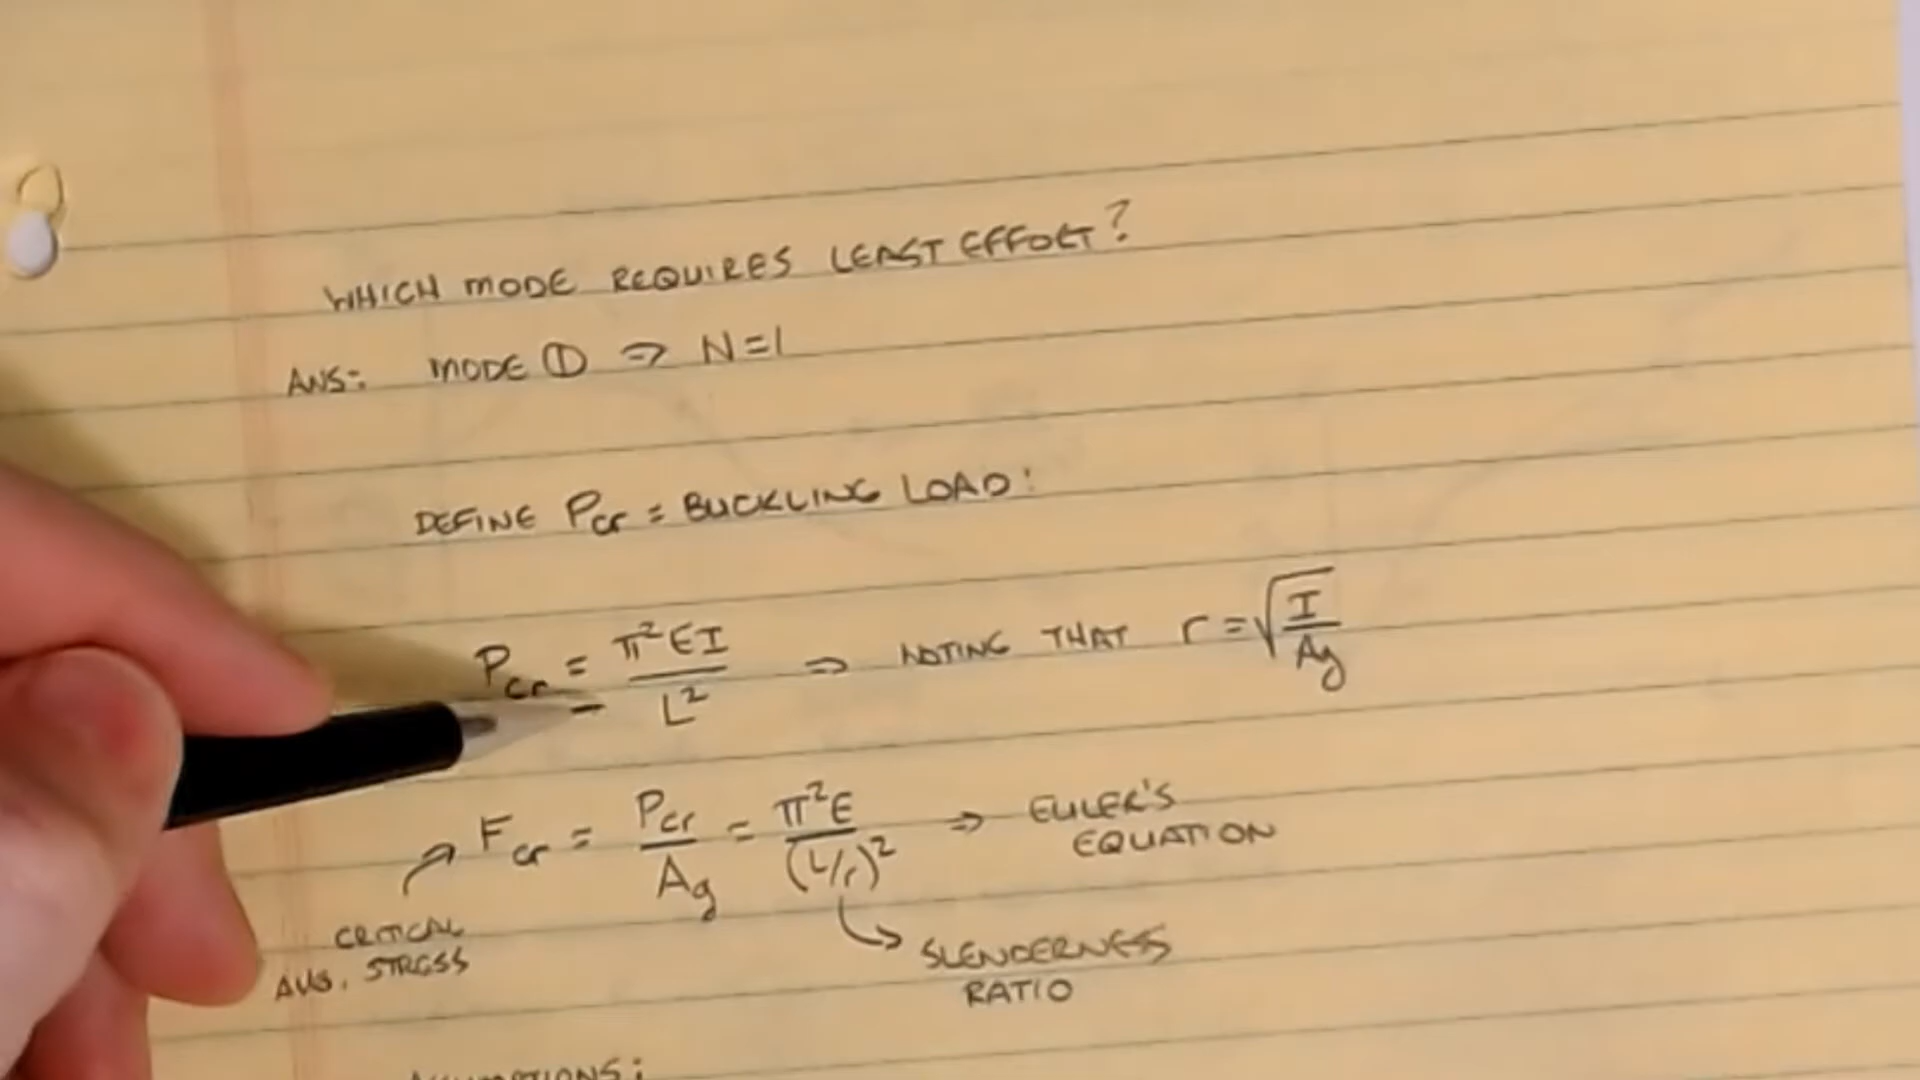 WHICH MODE REQUIRES LEAST EFFORT?
ANS: MODE ① ⇒ N=1
DEFINE Pcr = BUCKLING LOAD:
Pcr = π²EI / L² ⇒ NOTING THAT r = √(I / Ag)
Fcr = Pcr / Ag = π²E / (L/r)² ⇒ EULER'S
EQUATION
CRITICAL
AVG. STRESS
SLENDERNESS
RATIO
ASSUMPTIONS: